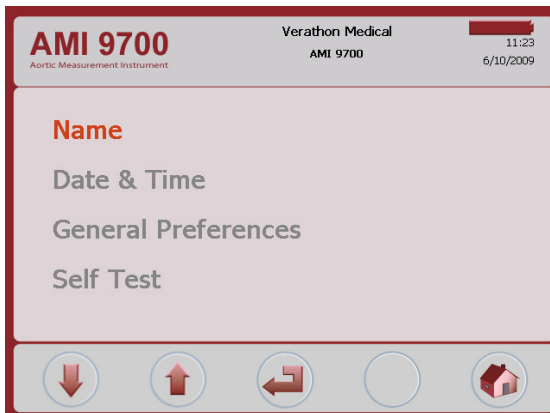 AMI 9700
Aortic Measurement Instrument
Verathon Medical
AMI 9700
11:23
6/10/2009
Name
Date & Time
General Preferences
Self Test